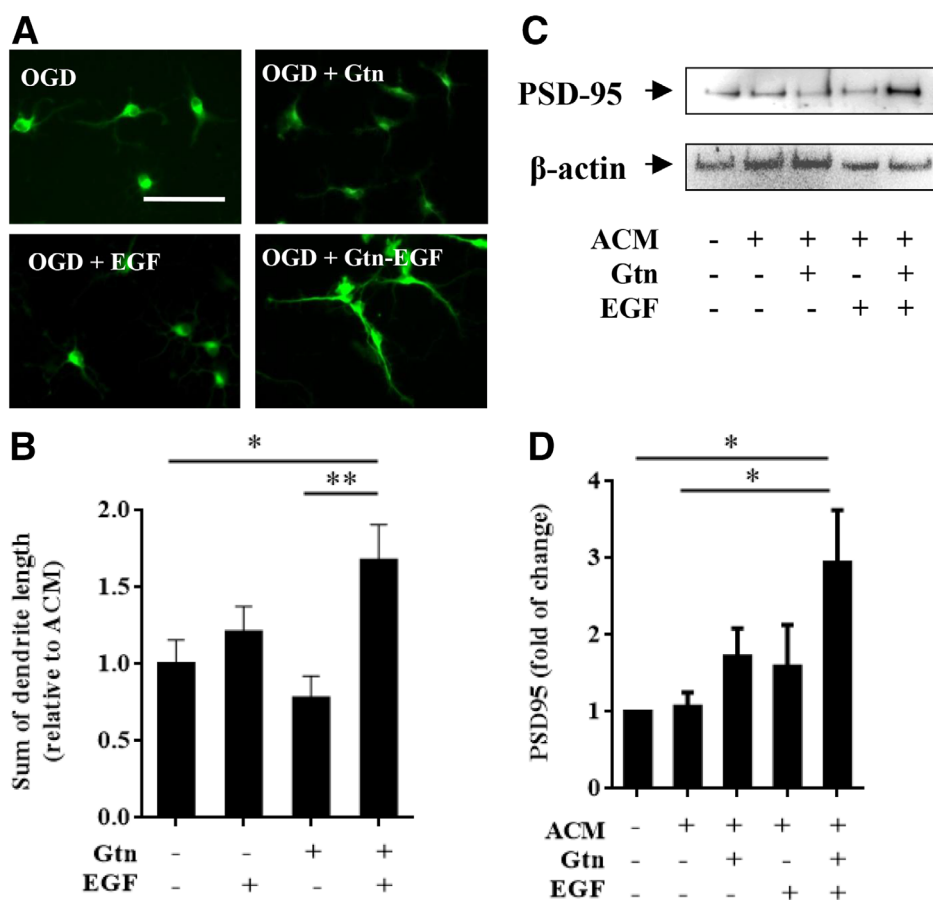 A
OGD
OGD + Gtn
OGD + EGF
OGD + Gtn-EGF
C
PSD-95
β-actin
ACM - + + + +
Gtn - - + - +
EGF - - - + +
B
* 
**
Sum of dendrite length
(relative to ACM)
2.0
1.5
1.0
0.5
0.0
Gtn - - + +
EGF - + - +
D
*
*
PSD95 (fold of change)
4
3
2
1
0
ACM - + + + +
Gtn - - + - +
EGF - - - + +